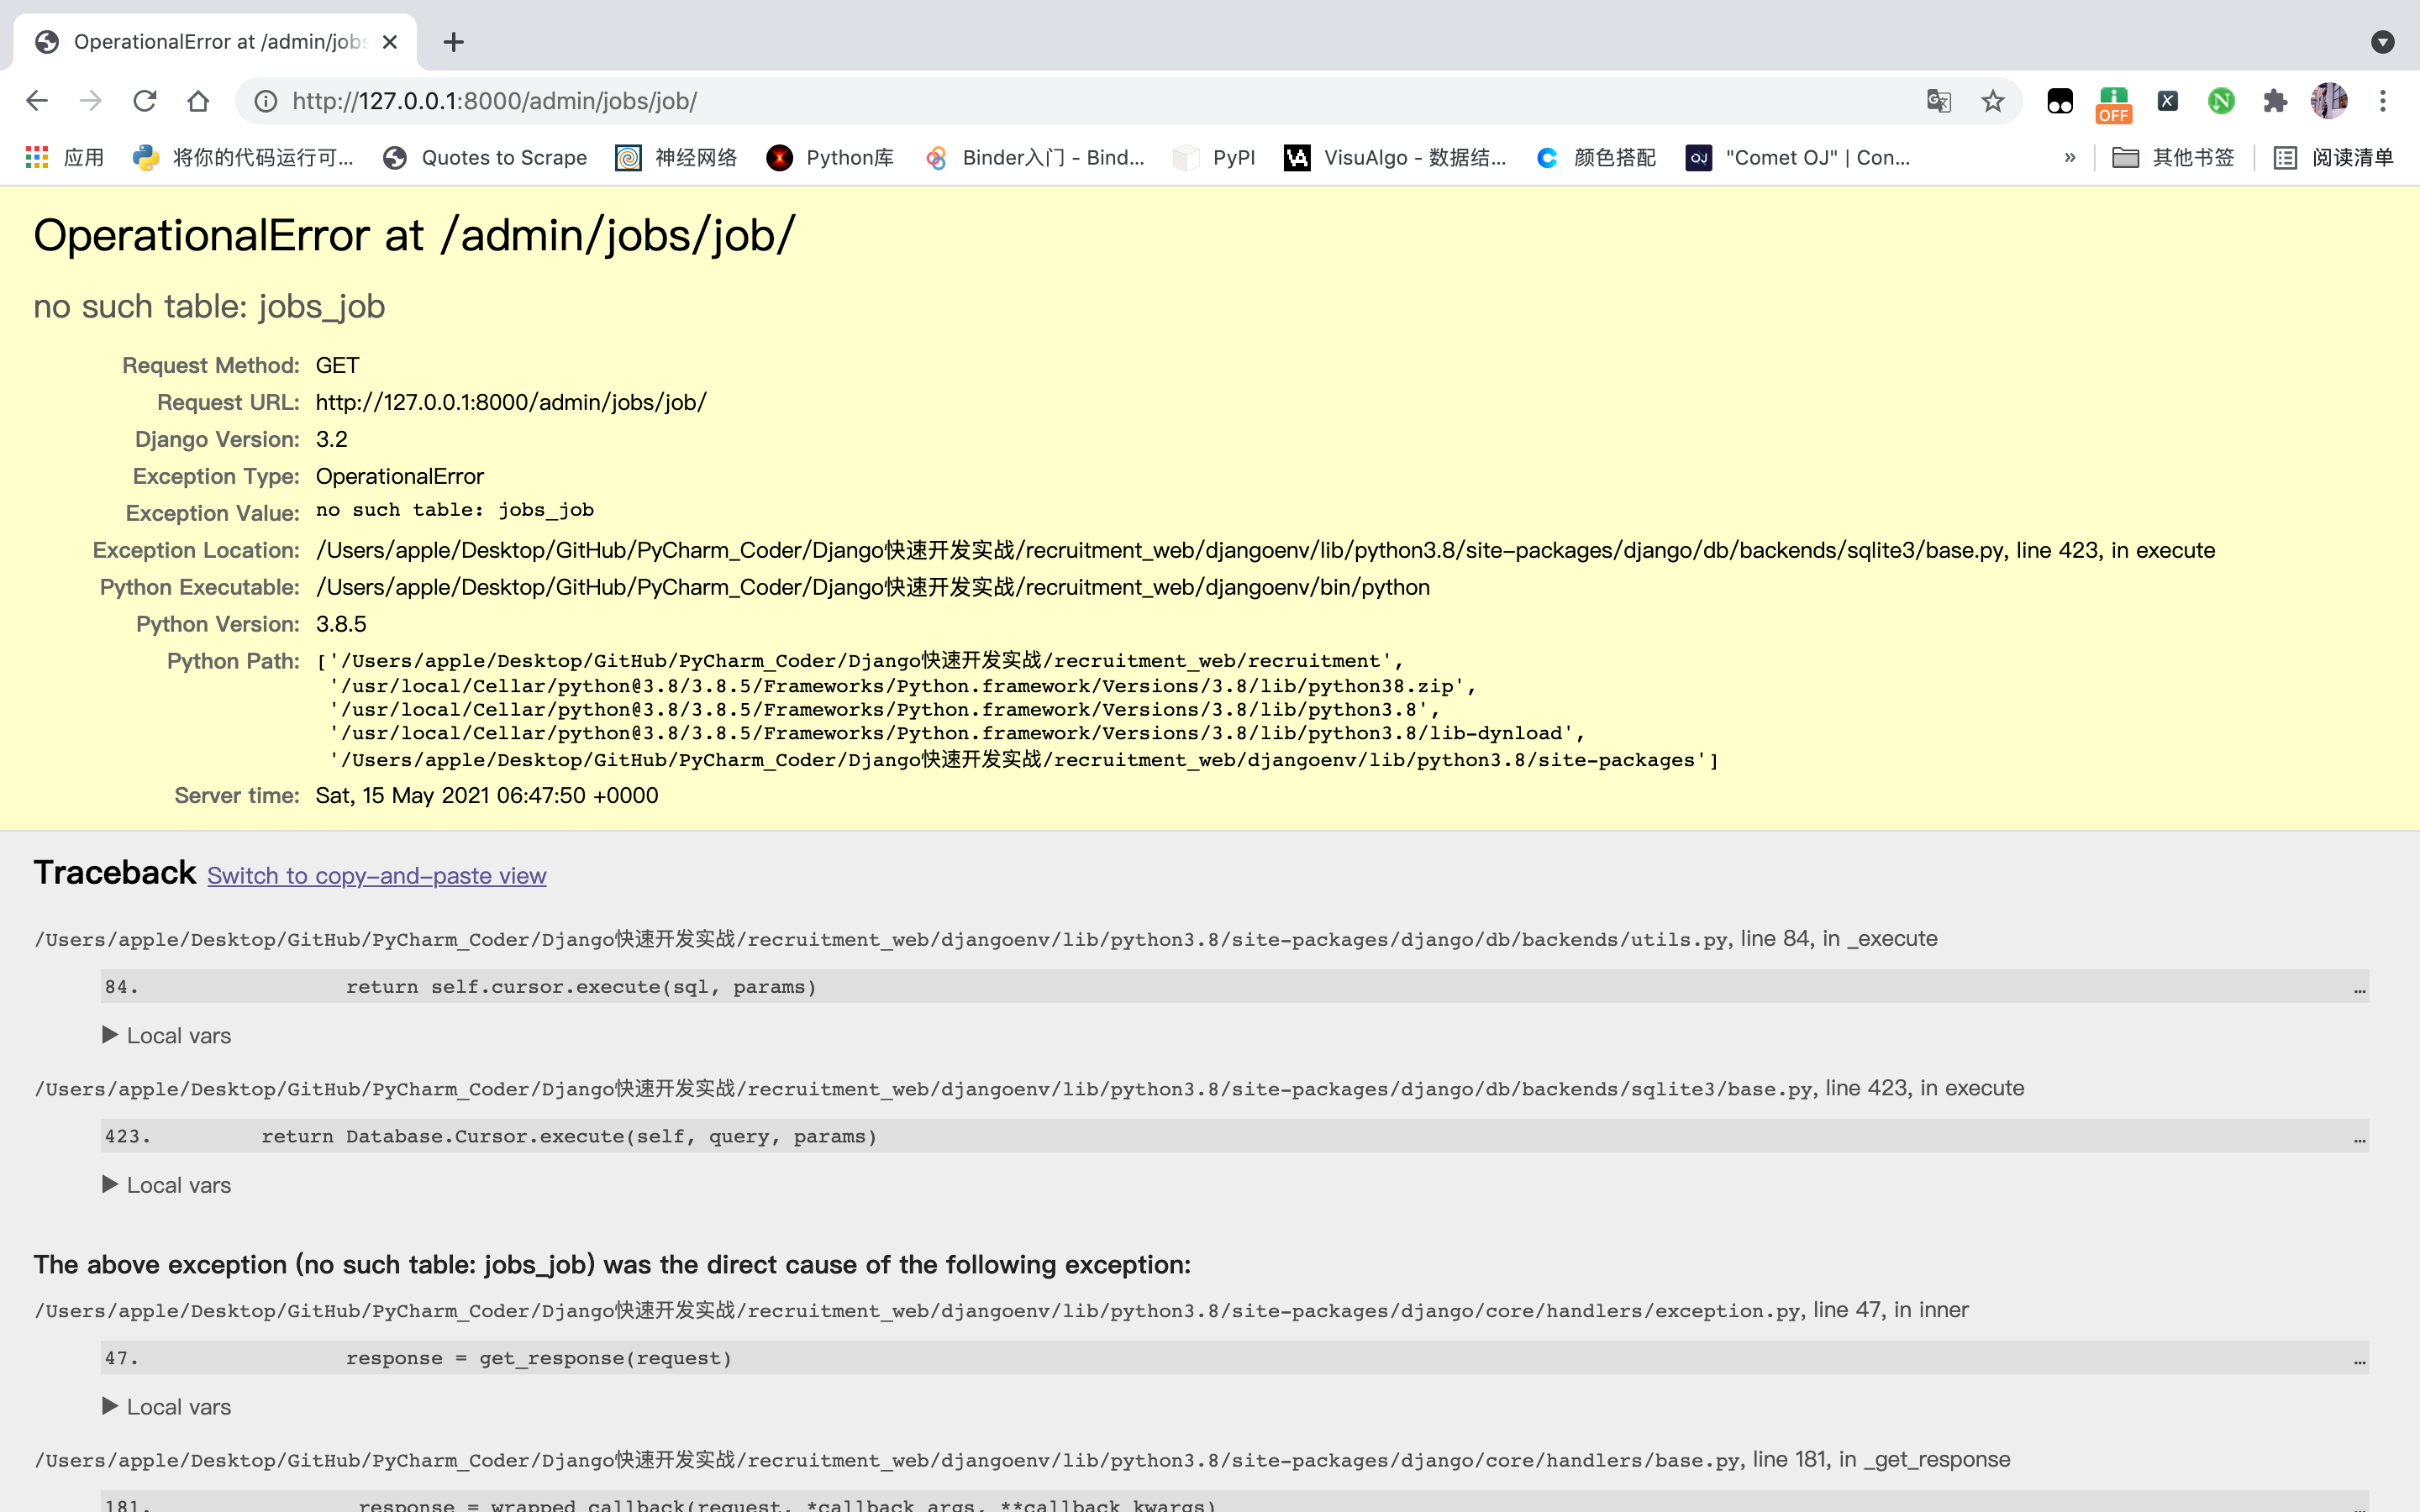 OperationalError at /admin/jobs
http://127.0.0.1:8000/admin/jobs/job/
OFF
应用 将你的代码运行可... Quotes to Scrape 神经网络 Python库 Binder入门 - Bind... PyPI VisuAlgo - 数据结... 颜色搭配 "Comet OJ" | Con... » 其他书签 阅读清单
OperationalError at /admin/jobs/job/
no such table: jobs_job
Request Method: GET
Request URL: http://127.0.0.1:8000/admin/jobs/job/
Django Version: 3.2
Exception Type: OperationalError
Exception Value: no such table: jobs_job
Exception Location: /Users/apple/Desktop/GitHub/PyCharm_Coder/Django快速开发实战/recruitment_web/djangoenv/lib/python3.8/site-packages/django/db/backends/sqlite3/base.py, line 423, in execute
Python Executable: /Users/apple/Desktop/GitHub/PyCharm_Coder/Django快速开发实战/recruitment_web/djangoenv/bin/python
Python Version: 3.8.5
Python Path: ['/Users/apple/Desktop/GitHub/PyCharm_Coder/Django快速开发实战/recruitment_web/recruitment',
'/usr/local/Cellar/python@3.8/3.8.5/Frameworks/Python.framework/Versions/3.8/lib/python38.zip',
'/usr/local/Cellar/python@3.8/3.8.5/Frameworks/Python.framework/Versions/3.8/lib/python3.8',
'/usr/local/Cellar/python@3.8/3.8.5/Frameworks/Python.framework/Versions/3.8/lib/python3.8/lib-dynload',
'/Users/apple/Desktop/GitHub/PyCharm_Coder/Django快速开发实战/recruitment_web/djangoenv/lib/python3.8/site-packages']
Server time: Sat, 15 May 2021 06:47:50 +0000
Traceback Switch to copy-and-paste view
/Users/apple/Desktop/GitHub/PyCharm_Coder/Django快速开发实战/recruitment_web/djangoenv/lib/python3.8/site-packages/django/db/backends/utils.py, line 84, in _execute
84. return self.cursor.execute(sql, params) …
▶ Local vars
/Users/apple/Desktop/GitHub/PyCharm_Coder/Django快速开发实战/recruitment_web/djangoenv/lib/python3.8/site-packages/django/db/backends/sqlite3/base.py, line 423, in execute
423. return Database.Cursor.execute(self, query, params) …
▶ Local vars
The above exception (no such table: jobs_job) was the direct cause of the following exception:
/Users/apple/Desktop/GitHub/PyCharm_Coder/Django快速开发实战/recruitment_web/djangoenv/lib/python3.8/site-packages/django/core/handlers/exception.py, line 47, in inner
47. response = get_response(request) …
▶ Local vars
/Users/apple/Desktop/GitHub/PyCharm_Coder/Django快速开发实战/recruitment_web/djangoenv/lib/python3.8/site-packages/django/core/handlers/base.py, line 181, in _get_response
181. response = wrapped_callback(request, *callback_args, **callback_kwargs) …